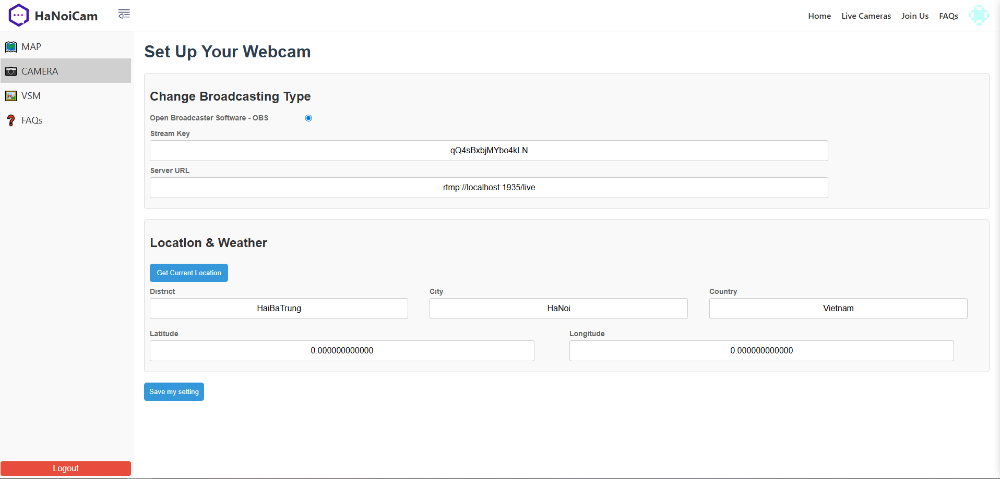 HaNoiCam
Home Live Cameras Join Us FAQs
MAP
CAMERA
VSM
FAQs
Logout
Set Up Your Webcam
Change Broadcasting Type
Open Broadcaster Software - OBS
Stream Key
qQ4sBxbjMYbo4kLN
Server URL
rtmp://localhost:1935/live
Location & Weather
Get Current Location
District City Country
HaiBaTrung HaNoi Vietnam
Latitude Longitude
0.000000000000 0.000000000000
Save my setting